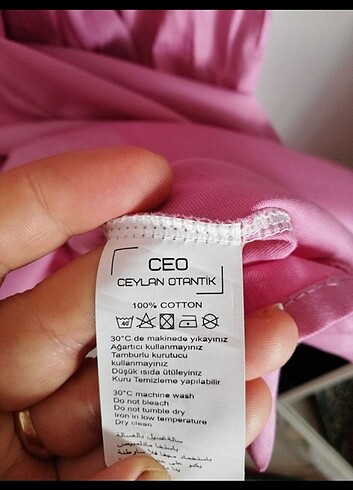 CEO
CEYLAN OTANTİK
100% COTTON
40
30°C de makinede yıkayınız
Ağartıcı kullanmayınız
Tamburlu kurutucu
kullanmayınız
Düşük ısıda ütüleyiniz
Kuru Temizleme yapılabilir
30°C machine wash
Do not bleach
Do not tumble dry
Iron in low temperature
Dry clean